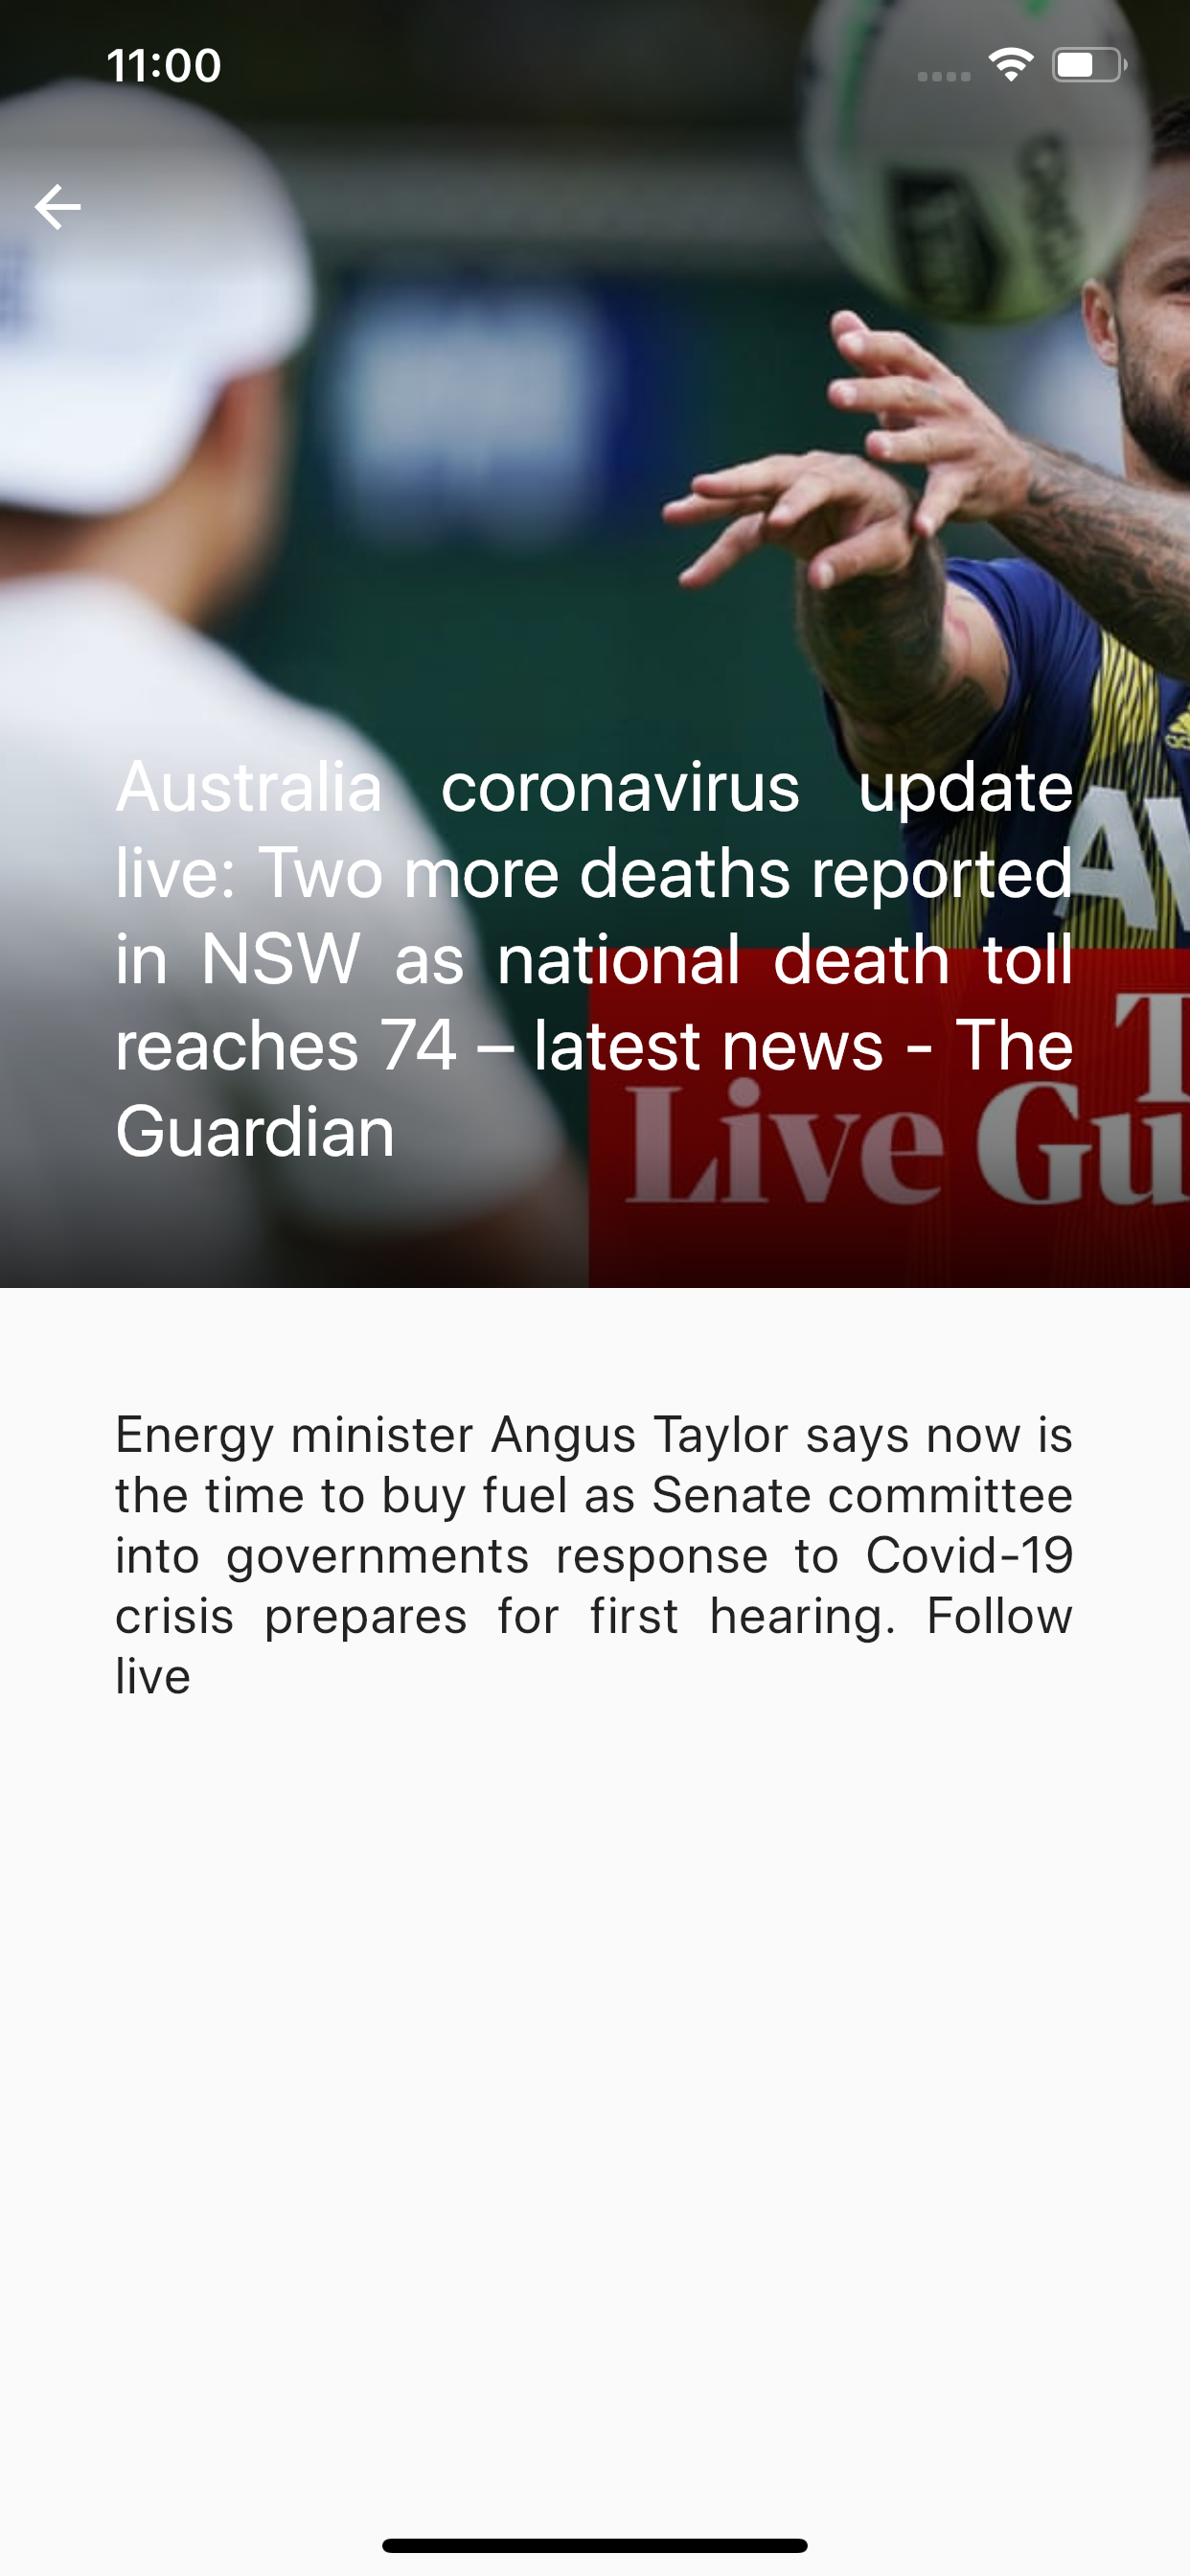 11:00
Australia coronavirus update
live: Two more deaths reported
in NSW as national death toll
reaches 74 – latest news - The
Guardian
Live Gu
Energy minister Angus Taylor says now is
the time to buy fuel as Senate committee
into governments response to Covid-19
crisis prepares for first hearing. Follow
live